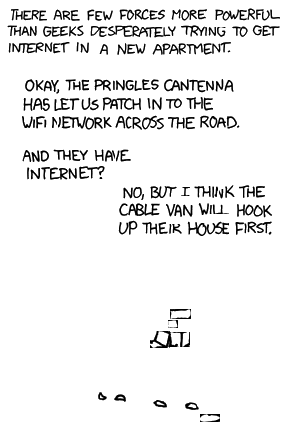 THERE ARE FEW FORCES MORE POWERFUL
THAN GEEKS DESPERATELY TRYING TO GET
INTERNET IN A NEW APARTMENT.
OKAY, THE PRINGLES CANTENNA
HAS LET US PATCH IN TO THE
WIFI NETWORK ACROSS THE ROAD.
AND THEY HAVE
INTERNET?
NO, BUT I THINK THE
CABLE VAN WILL HOOK
UP THEIR HOUSE FIRST.